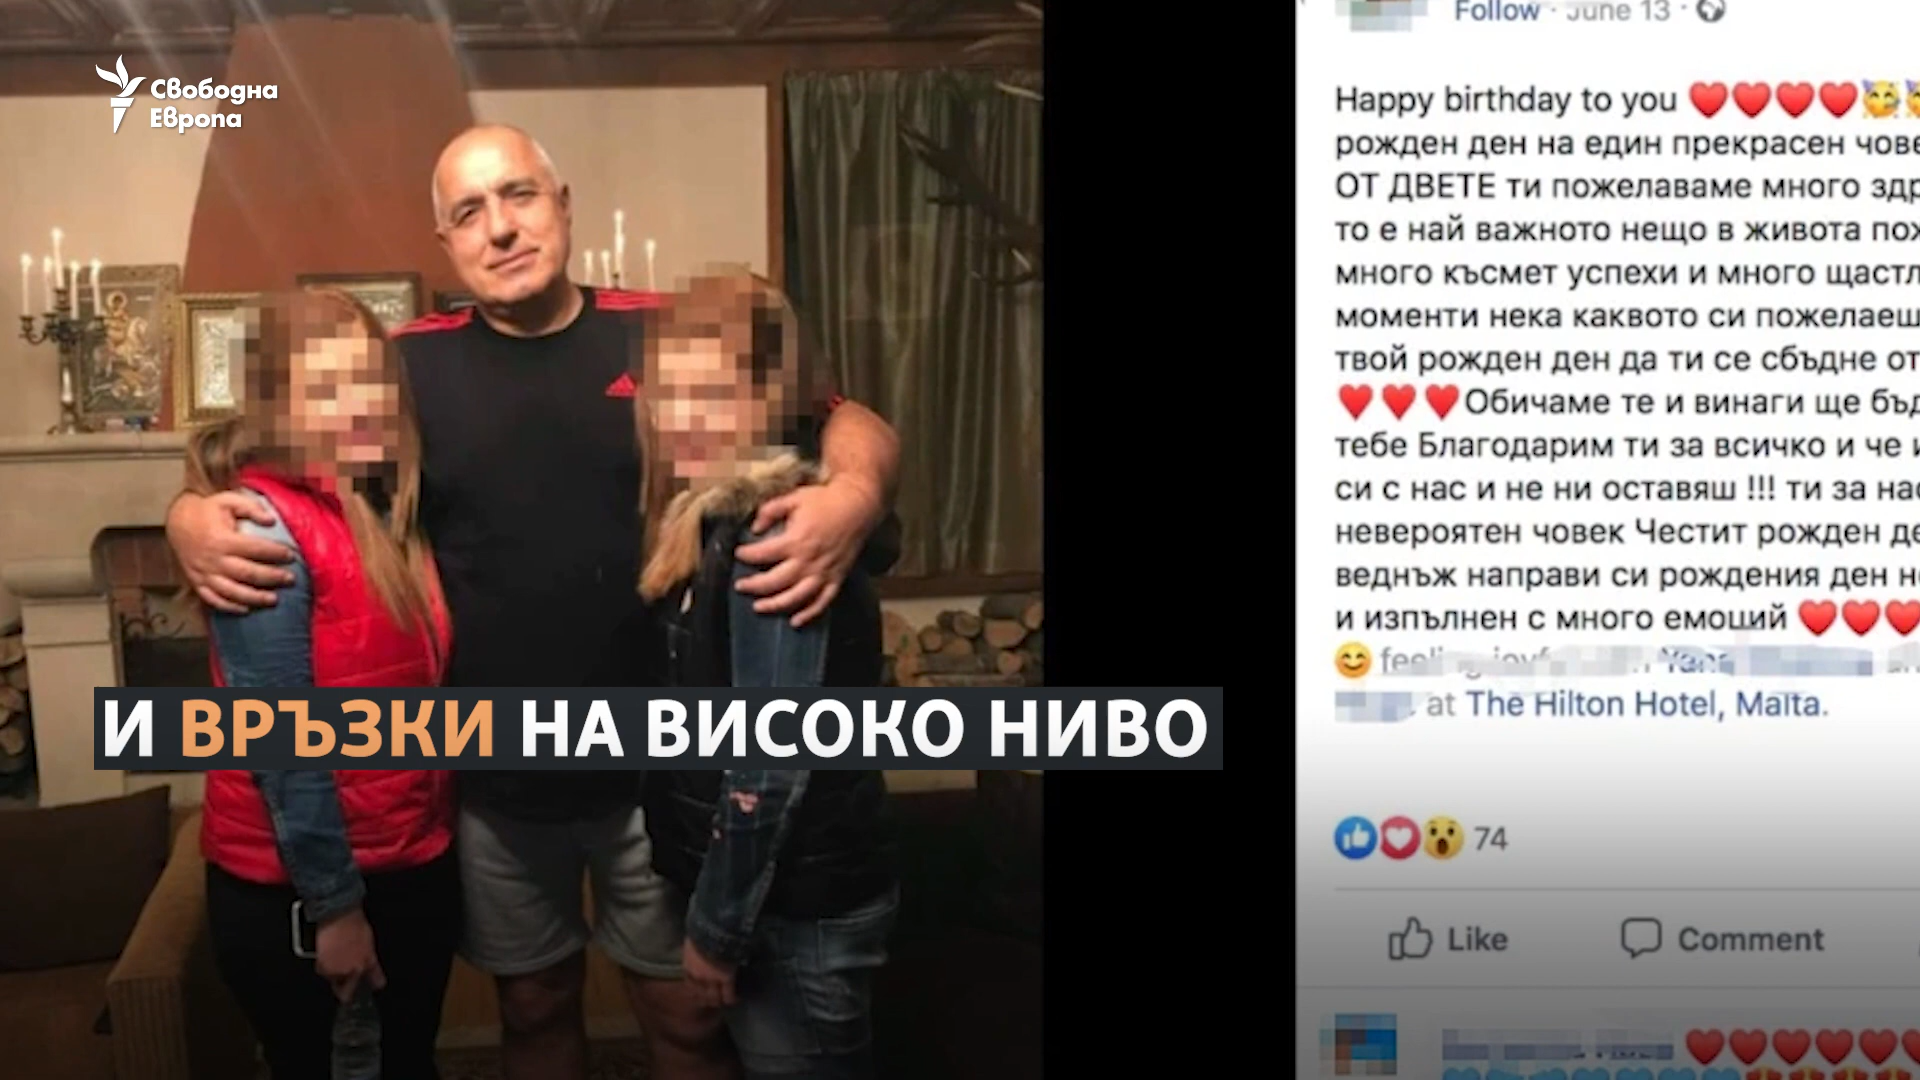 Свободна
Европа
Follow · June 13 ·
Happy birthday to you
рожден ден на един прекрасен чове
ОТ ДВЕТЕ ти пожелаваме много здр
то е най важното нещо в живота пож
много късмет успехи и много щастл
моменти нека каквото си пожелаеш
твой рожден ден да ти се сбъдне от
Обичаме те и винаги ще бъд
тебе Благодарим ти за всичко и че и
си с нас и не ни оставяш !!! ти за нас
невероятен човек Честит рожден де
веднъж направи си рождения ден не
и изпълнен с много емоций
at The Hilton Hotel, Malta.
И ВРЪЗКИ НА ВИСОКО НИВО
74
Like Comment